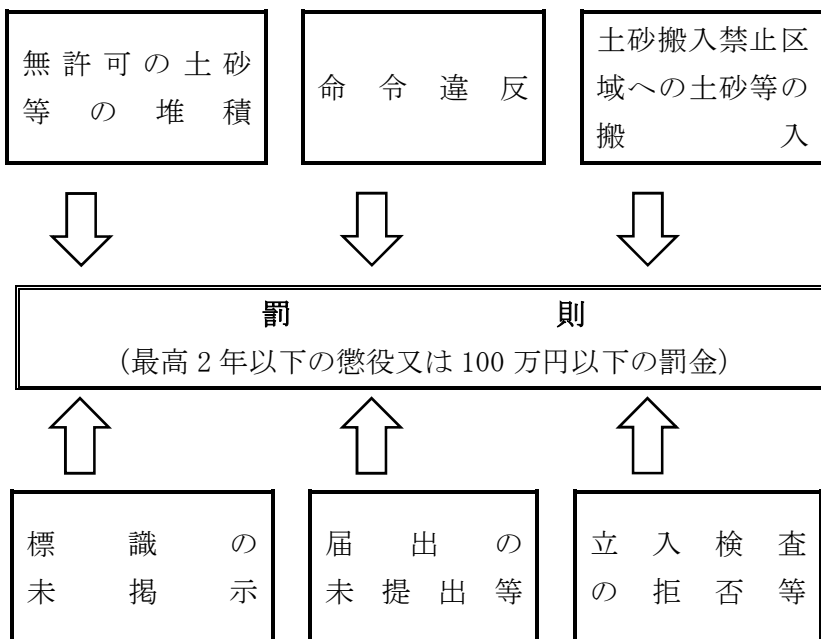 無許可の土砂
等の堆積
命令違反
土砂搬入禁止区
域への土砂等の
搬入
罰則
(最高2年以下の懲役又は100万円以下の罰金)
標識の
未掲示
届出の
未提出等
立入検査
の拒否等